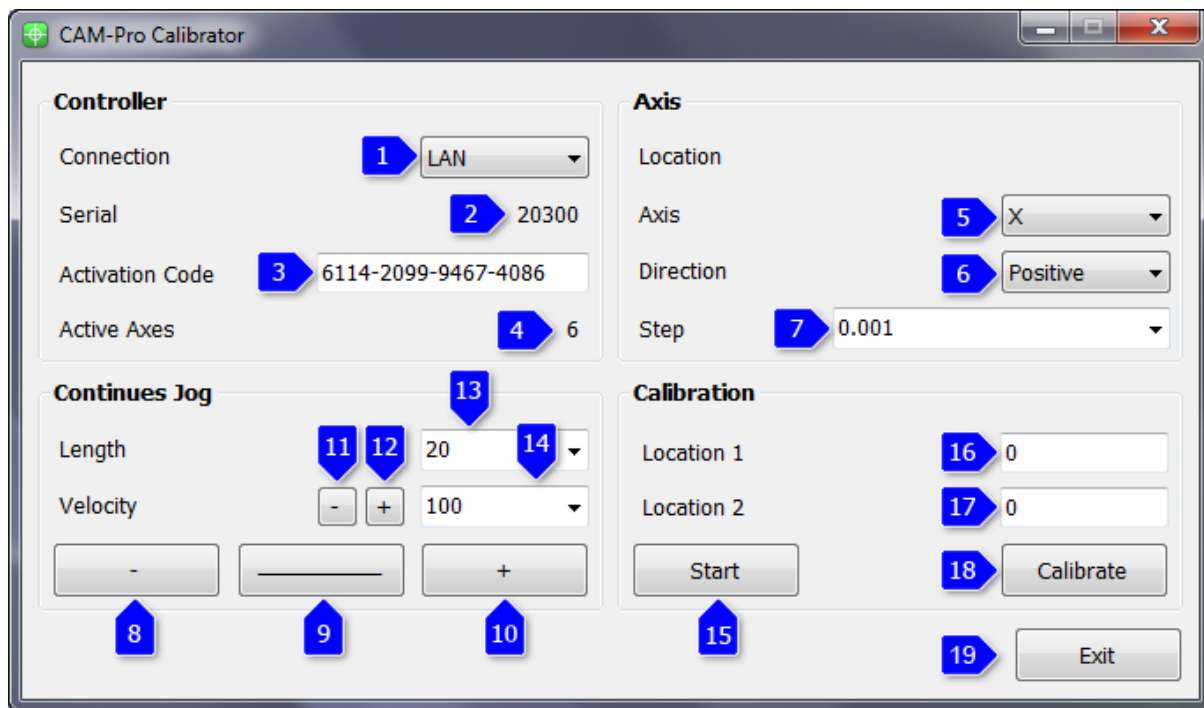 CAM-Pro Calibrator
Controller
Connection 1 LAN
Serial 2 20300
Activation Code 3 6114-2099-9467-4086
Active Axes 4 6
Axis
Location
Axis 5 X
Direction 6 Positive
Step 7 0.001
Continues Jog
13
Length 11 12 20 14
Velocity - + 100
- +
8 9 10
Calibration
Location 1 16 0
Location 2 17 0
Start 18 Calibrate
15
19 Exit